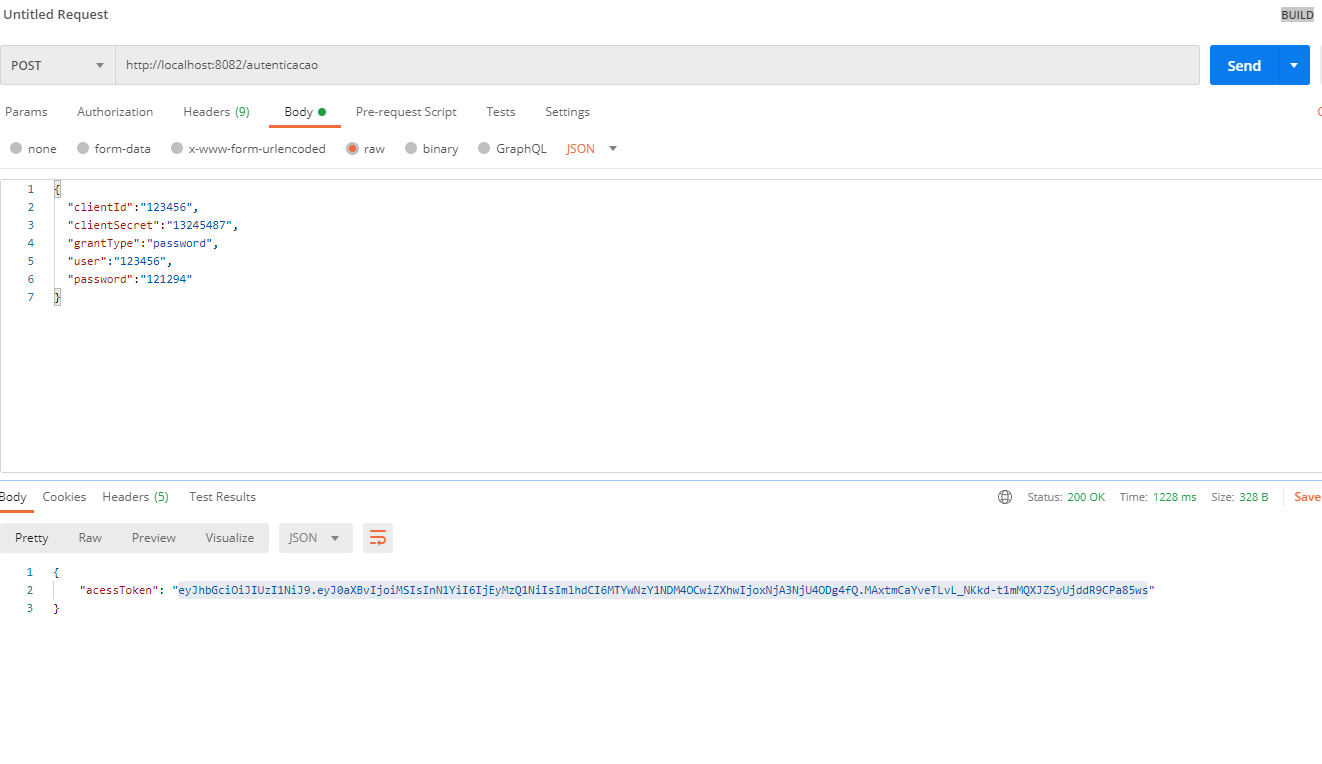 Untitled Request BUILD
POST http://localhost:8082/autenticacao Send
Params Authorization Headers (9) Body Pre-request Script Tests Settings
none form-data x-www-form-urlencoded raw binary GraphQL JSON
1 {
2 "clientId":"123456",
3 "clientSecret":"13245487",
4 "grantType":"password",
5 "user":"123456",
6 "password":"121294"
7 }
Body Cookies Headers (5) Test Results Status: 200 OK Time: 1228 ms Size: 328 B Save
Pretty Raw Preview Visualize JSON
1 {
2 "acessToken": "eyJhbGciOiJIUzI1NiJ9.eyJ0aXBvIjoiMSIsInN1YiI6IjEyMzQ1NiIsImlhdCI6MTYwNzY1NDM4OCwiZXhwIjoxNjA3NjU4ODg4fQ.MAxtmCaYveTLvL_NKkd-t1mMQXJZSyUjddR9CPa85ws"
3 }